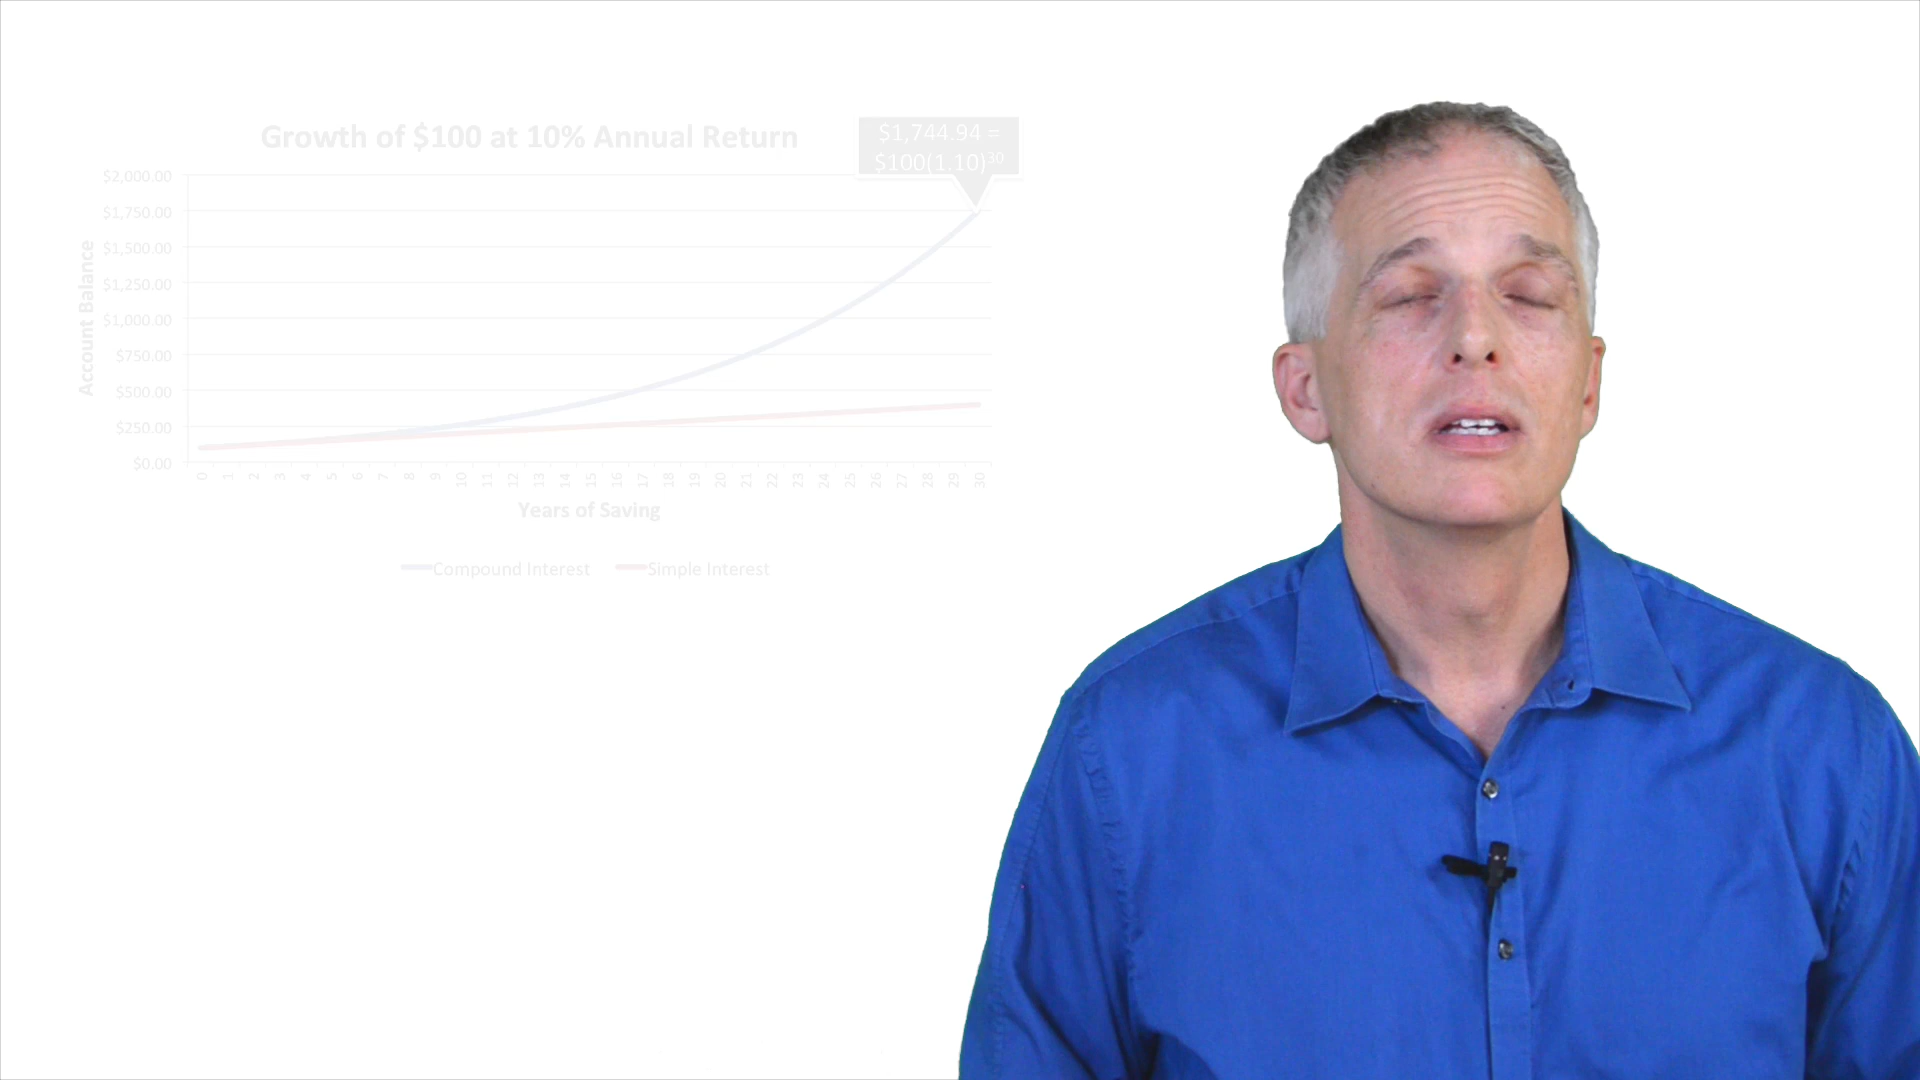 Growth of $100 at 10% Annual Return
$1,744.94 =
$100(1.10)³⁰
$2,000.00
$1,750.00
$1,500.00
$1,250.00
$1,000.00
$750.00
$500.00
$250.00
$0.00
Account Balance
0 1 2 3 4 5 6 7 8 9 10 11 12 13 14 15 16 17 18 19 20 21 22 23 24 25 26 27 28 29 30
Years of Saving
Compound Interest Simple Interest